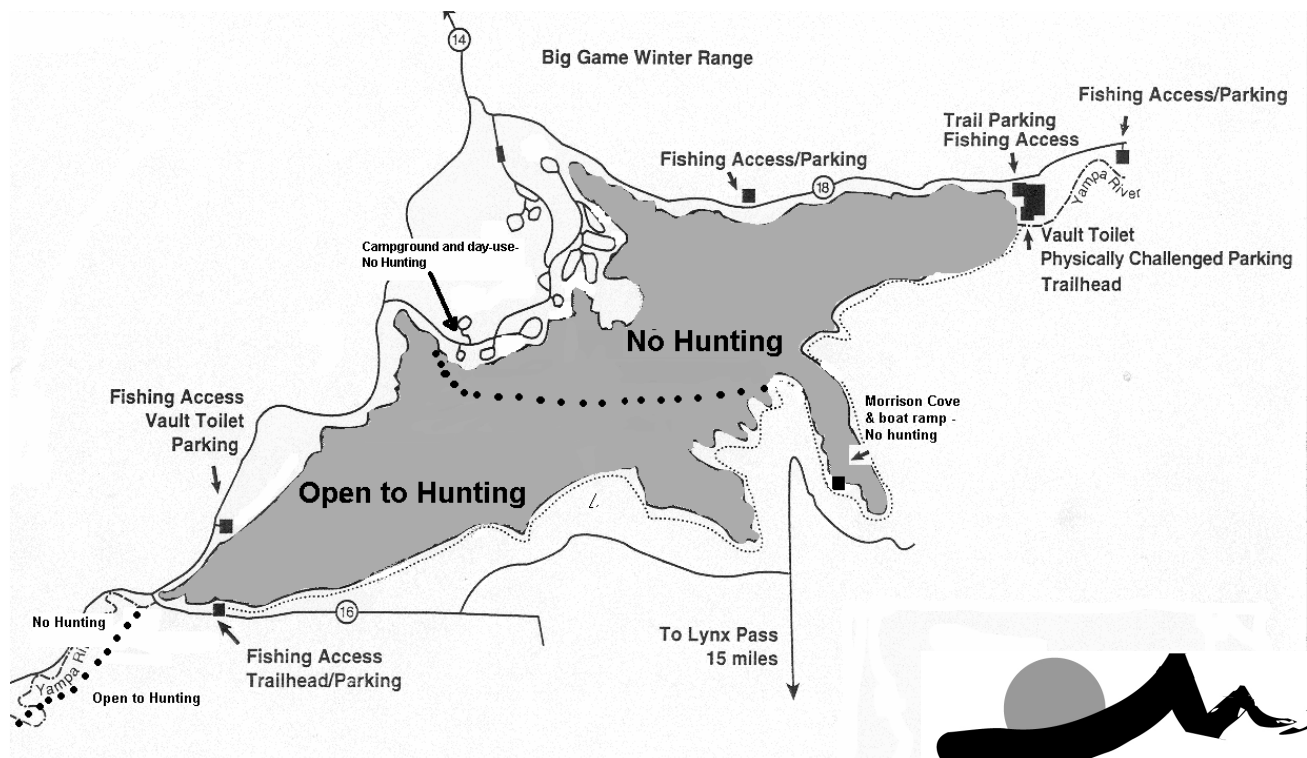 14
Big Game Winter Range
Fishing Access/Parking
Trail Parking
Fishing Access
Fishing Access/Parking
18
Yampa River
Vault Toilet
Physically Challenged Parking
Trailhead
Campground and day-use-
No Hunting
No Hunting
Fishing Access
Vault Toilet
Parking
Morrison Cove
& boat ramp -
No hunting
Open to Hunting
16
No Hunting
Yampa Ri
Open to Hunting
Fishing Access
Trailhead/Parking
To Lynx Pass
15 miles